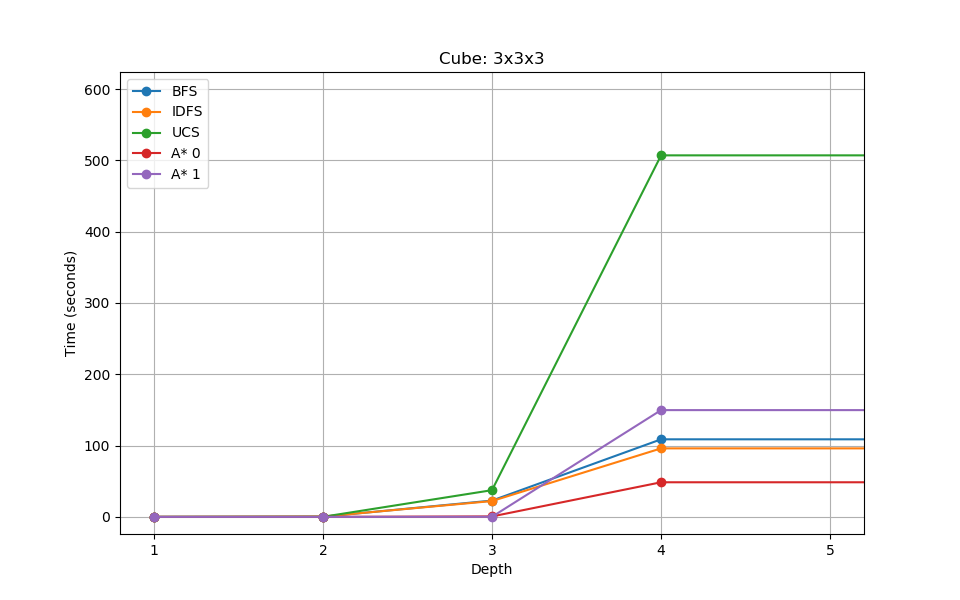 Cube: 3x3x3
BFS
IDFS
UCS
A* 0
A* 1
600
500
400
300
200
100
0
Time (seconds)
1 2 3 4 5
Depth